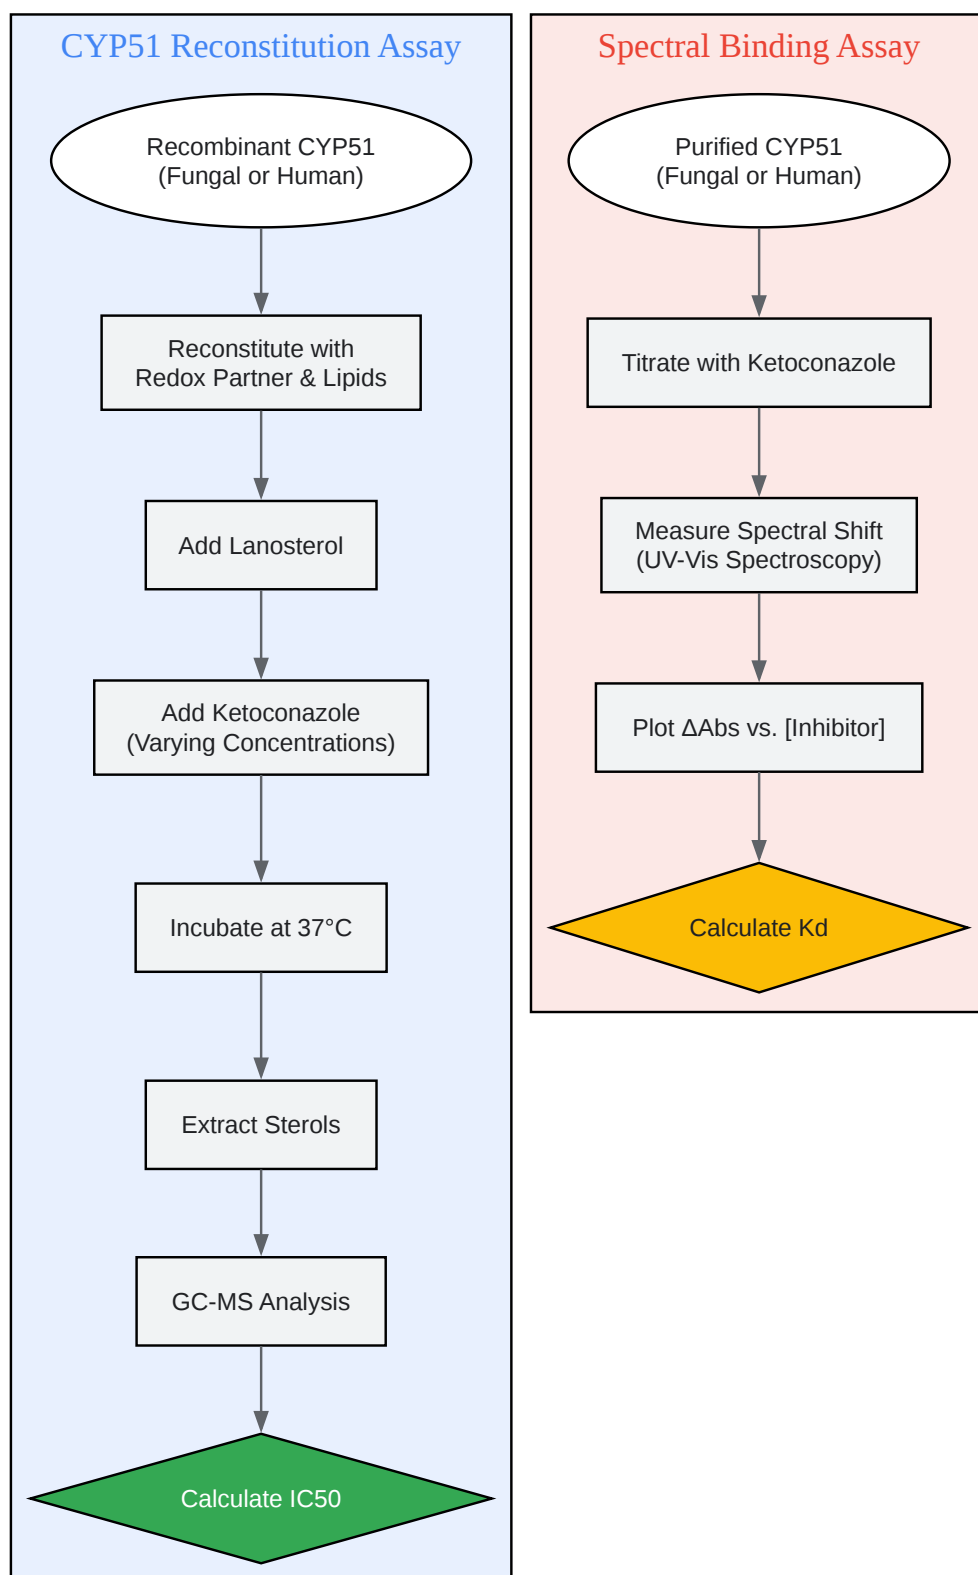 CYP51 Reconstitution Assay
Recombinant CYP51
(Fungal or Human)
Reconstitute with
Redox Partner & Lipids
Add Lanosterol
Add Ketoconazole
(Varying Concentrations)
Incubate at 37°C
Extract Sterols
GC-MS Analysis
Calculate IC50
Spectral Binding Assay
Purified CYP51
(Fungal or Human)
Titrate with Ketoconazole
Measure Spectral Shift
(UV-Vis Spectroscopy)
Plot ΔAbs vs. [Inhibitor]
Calculate Kd